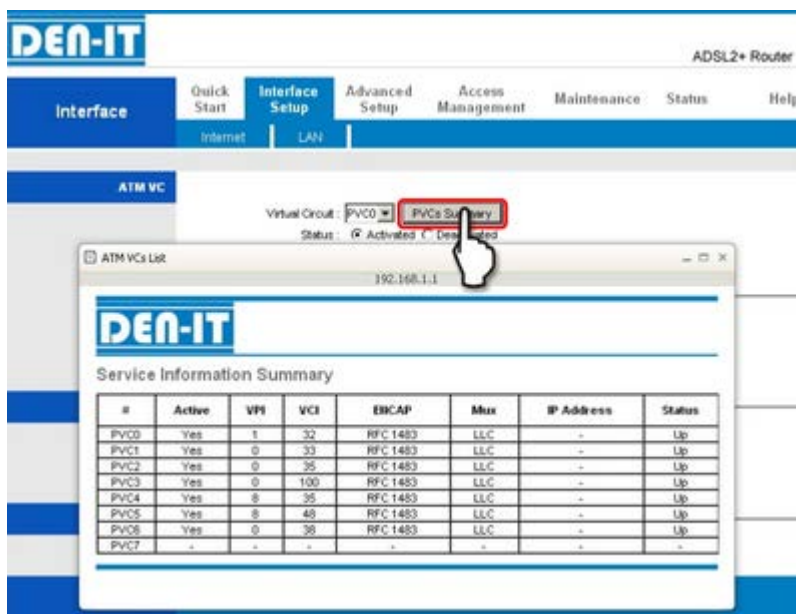 DEN-IT
ADSL2+ Router
Interface
Quick Start
Interface Setup
Advanced Setup
Access Management
Maintenance
Status
Help
Internet
LAN
ATM VC
Virtual Circuit : PVC0 PVCs Summary
Status : Activated
ATM VCs List
192.168.1.1
DEN-IT
Service Information Summary
# Active VPI VCI ENCAP Mux IP Address Status
PVC0 Yes 1 32 RFC 1483 LLC - Up
PVC1 Yes 0 33 RFC 1483 LLC - Up
PVC2 Yes 0 35 RFC 1483 LLC - Up
PVC3 Yes 0 100 RFC 1483 LLC - Up
PVC4 Yes 8 35 RFC 1483 LLC - Up
PVC5 Yes 8 48 RFC 1483 LLC - Up
PVC6 Yes 0 38 RFC 1483 LLC - Up
PVC7 - - - - - - -